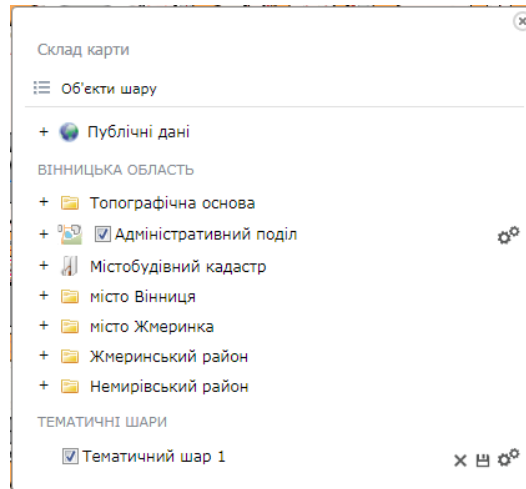 Склад карти
Об'єкти шару
+ Публічні дані
ВІННИЦЬКА ОБЛАСТЬ
+ Топографічна основа
+ Адміністративний поділ
+ Містобудівний кадастр
+ місто Вінниця
+ місто Жмеринка
+ Жмеринський район
+ Немирівський район
ТЕМАТИЧНІ ШАРИ
Тематичний шар 1